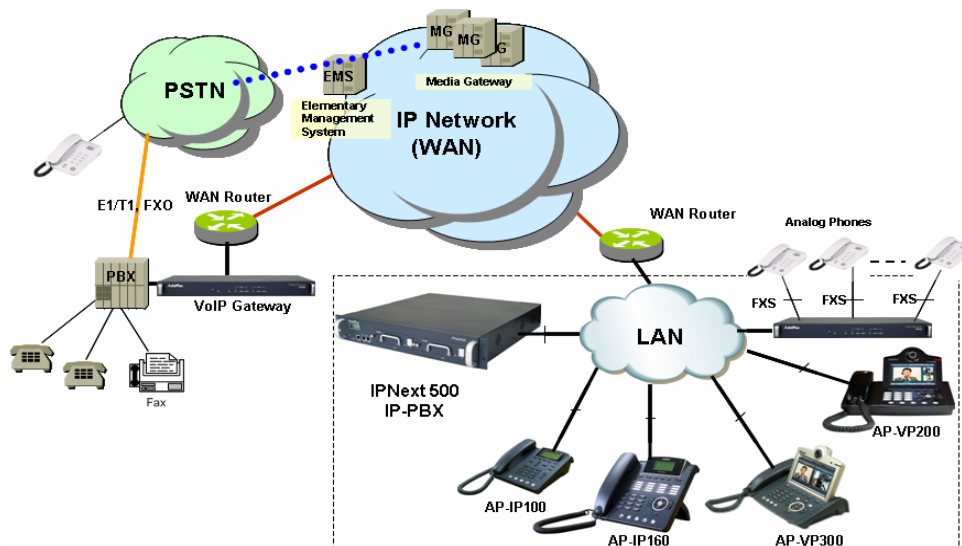 MG
MG
G
EMS
Media Gateway
PSTN
Elementary
Management
System
IP Network
(WAN)
E1/T1, FXO
WAN Router
WAN Router
Analog Phones
PBX
VoIP Gateway
FXS
FXS
FXS
LAN
IPNext 500
IP-PBX
Fax
AP-VP200
AP-IP100
AP-IP160
AP-VP300